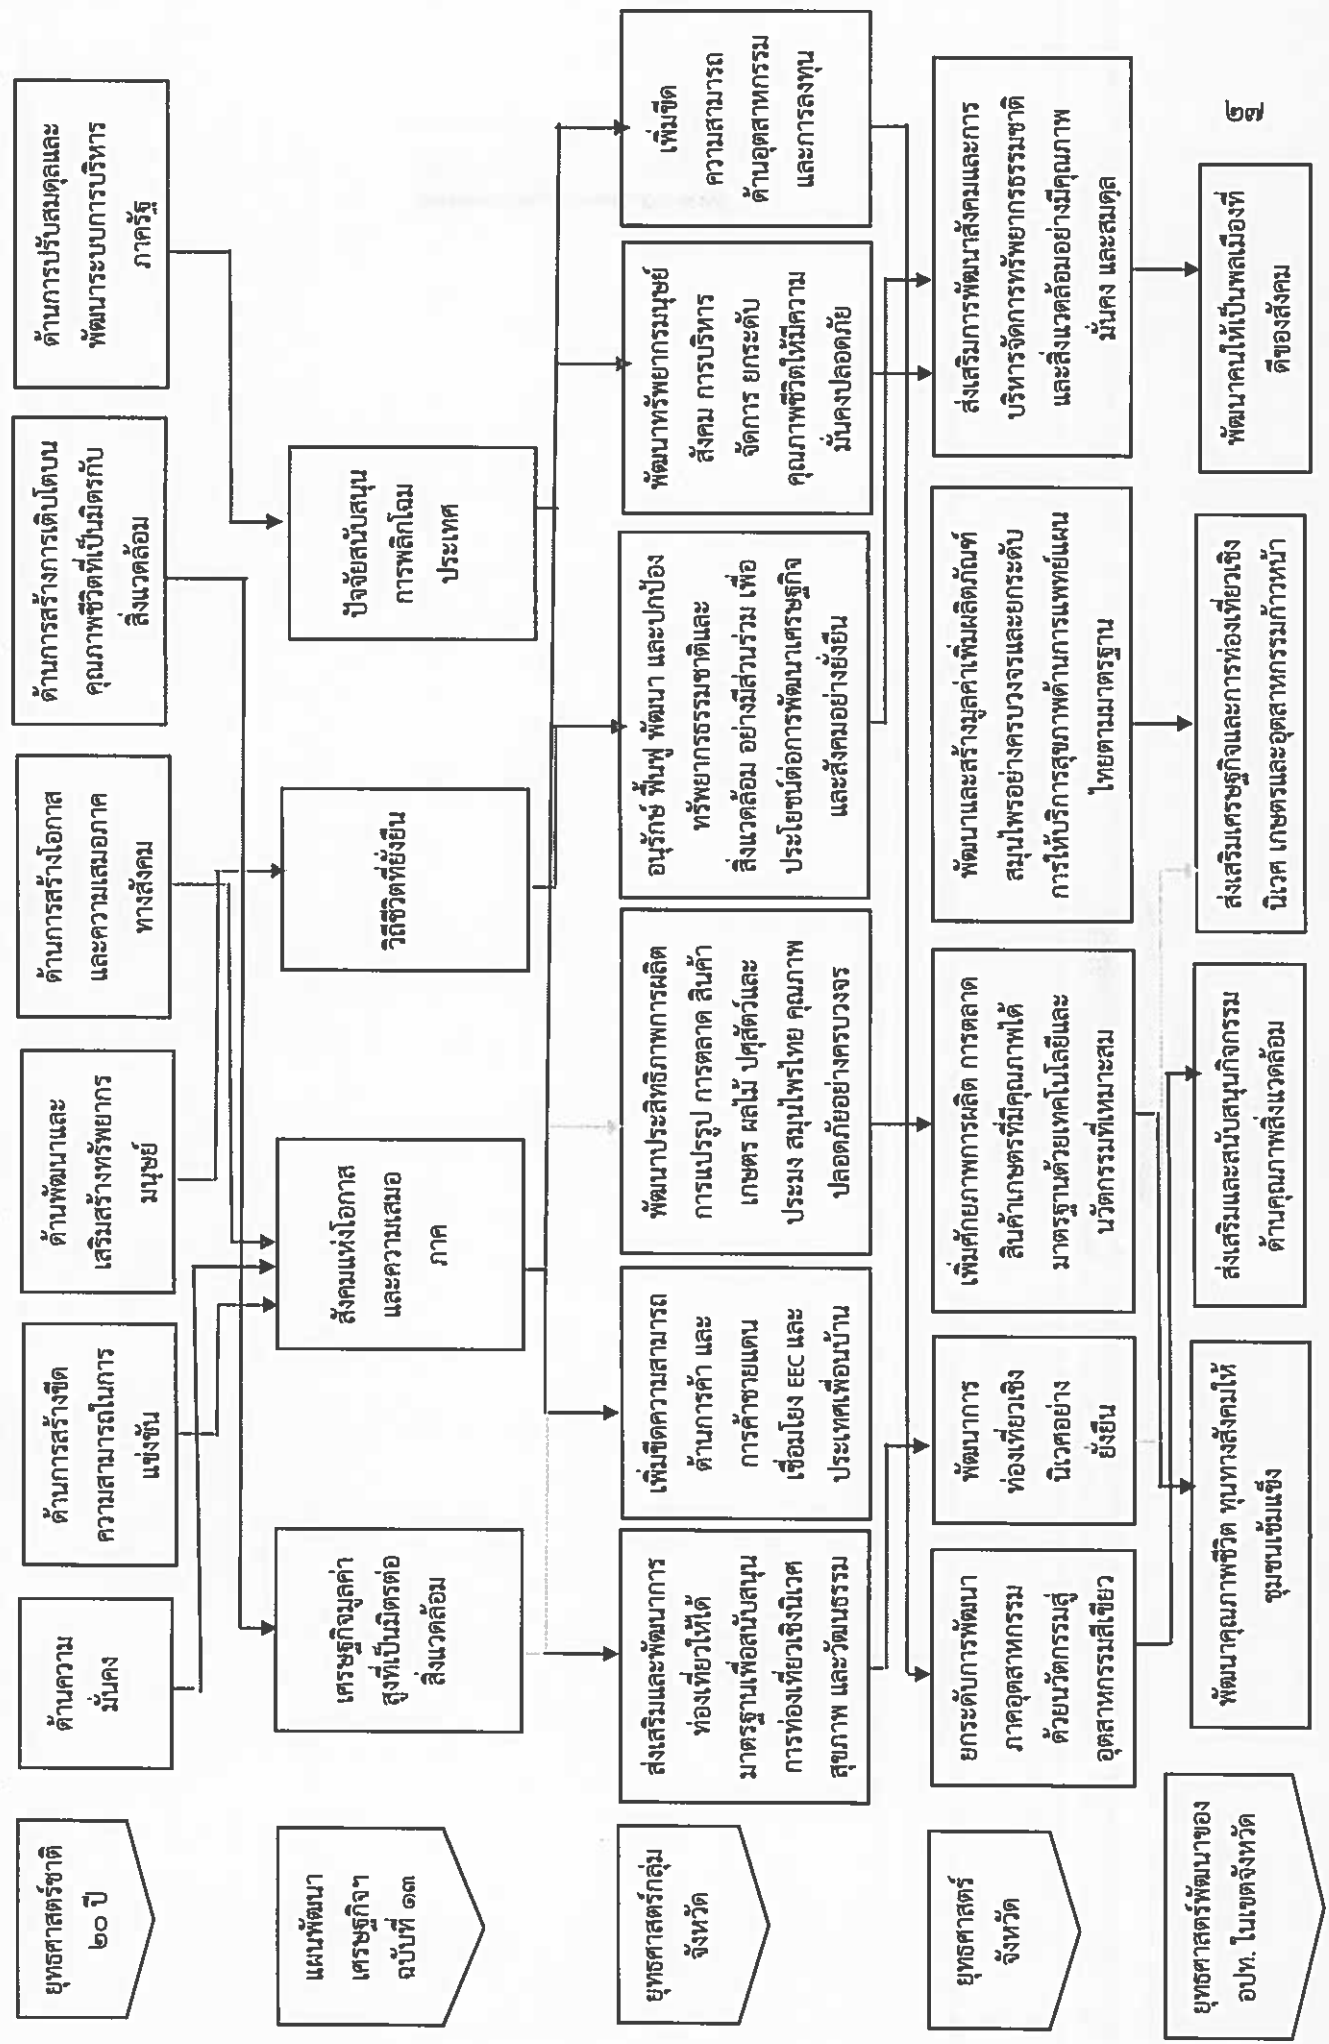 ยุทธศาสตร์ชาติ
๒๐ ปี
ด้านความ
มั่นคง
ด้านการสร้างขีด
ความสามารถในการ
แข่งขัน
ด้านพัฒนาและ
เสริมสร้างทรัพยากร
มนุษย์
ด้านการสร้างโอกาส
และความเสมอภาค
ทางสังคม
ด้านการสร้างการเติบโตบน
คุณภาพชีวิตที่เป็นมิตรกับ
สิ่งแวดล้อม
ด้านการปรับสมดุลและ
พัฒนาระบบการบริหาร
ภาครัฐ
แผนพัฒนา
เศรษฐกิจฯ
ฉบับที่ ๑๓
เศรษฐกิจมูลค่า
สูงที่เป็นมิตรต่อ
สิ่งแวดล้อม
สังคมแห่งโอกาส
และความเสมอ
ภาค
วิถีชีวิตที่ยั่งยืน
ปัจจัยสนับสนุน
การพลิกโฉม
ประเทศ
ยุทธศาสตร์กลุ่ม
จังหวัด
ส่งเสริมและพัฒนาการ
ท่องเที่ยวให้ได้
มาตรฐานเพื่อสนับสนุน
การท่องเที่ยวเชิงนิเวศ
สุขภาพ และวัฒนธรรม
เพิ่มขีดความสามารถ
ด้านการค้า และ
การค้าชายแดน
เชื่อมโยง EEC และ
ประเทศเพื่อนบ้าน
พัฒนาประสิทธิภาพการผลิต
การแปรรูป การตลาด สินค้า
เกษตร ผลไม้ ปศุสัตว์และ
ประมง สมุนไพรไทย คุณภาพ
ปลอดภัยอย่างครบวงจร
อนุรักษ์ ฟื้นฟู พัฒนา และปกป้อง
ทรัพยากรธรรมชาติและ
สิ่งแวดล้อม อย่างมีส่วนร่วม เพื่อ
ประโยชน์ต่อการพัฒนาเศรษฐกิจ
และสังคมอย่างยั่งยืน
พัฒนาทรัพยากรมนุษย์
สังคม การบริหาร
จัดการ ยกระดับ
คุณภาพชีวิตให้มีความ
มั่นคงปลอดภัย
เพิ่มขีด
ความสามารถ
ด้านอุตสาหกรรม
และการลงทุน
ยุทธศาสตร์
จังหวัด
ยกระดับการพัฒนา
ภาคอุตสาหกรรม
ด้วยนวัตกรรมสู่
อุตสาหกรรมสีเขียว
พัฒนาการ
ท่องเที่ยวเชิง
นิเวศอย่าง
ยั่งยืน
เพิ่มศักยภาพการผลิต การตลาด
สินค้าเกษตรที่มีคุณภาพได้
มาตรฐานด้วยเทคโนโลยีและ
นวัตกรรมที่เหมาะสม
พัฒนาและสร้างมูลค่าเพิ่มผลิตภัณฑ์
สมุนไพรอย่างครบวงจรและยกระดับ
การให้บริการสุขภาพด้านการแพทย์แผน
ไทยตามมาตรฐาน
ส่งเสริมการพัฒนาสังคมและการ
บริหารจัดการทรัพยากรธรรมชาติ
และสิ่งแวดล้อมอย่างมีคุณภาพ
มั่นคง และสมดุล
ยุทธศาสตร์พัฒนาของ
อปท. ในเขตจังหวัด
พัฒนาคุณภาพชีวิต ทุนทางสังคมให้
ชุมชนเข้มแข็ง
ส่งเสริมและสนับสนุนกิจกรรม
ด้านคุณภาพสิ่งแวดล้อม
ส่งเสริมเศรษฐกิจและการท่องเที่ยวเชิง
นิเวศ เกษตรและอุตสาหกรรมก้าวหน้า
พัฒนาคนให้เป็นพลเมืองที่
ดีของสังคม
๒๗